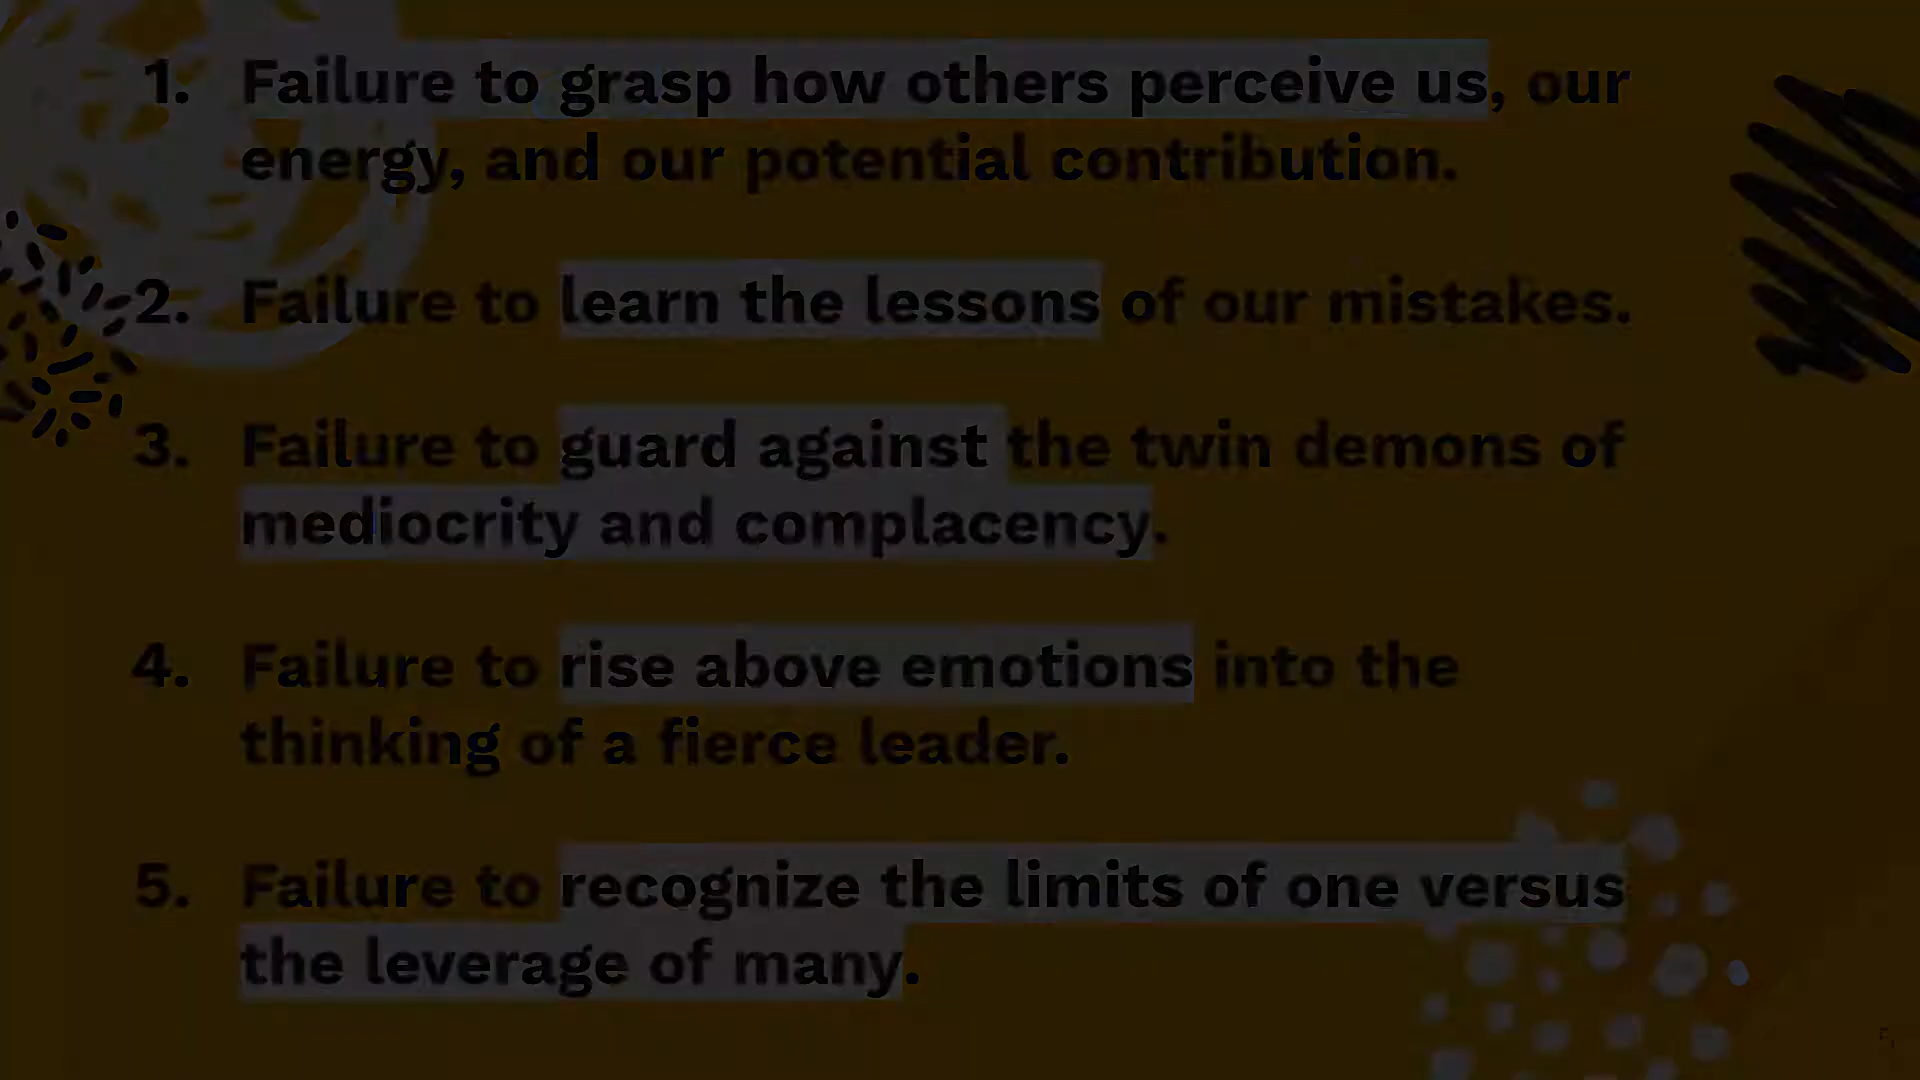 1. Failure to grasp how others perceive us, our
energy, and our potential contribution.
2. Failure to learn the lessons of our mistakes.
3. Failure to guard against the twin demons of
mediocrity and complacency.
4. Failure to rise above emotions into the
thinking of a fierce leader.
5. Failure to recognize the limits of one versus
the leverage of many.